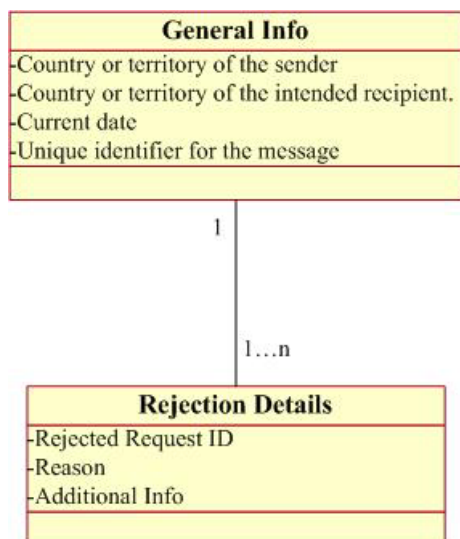 General Info
-Country or territory of the sender
-Country or territory of the intended recipient.
-Current date
-Unique identifier for the message
1
1…n
Rejection Details
-Rejected Request ID
-Reason
-Additional Info